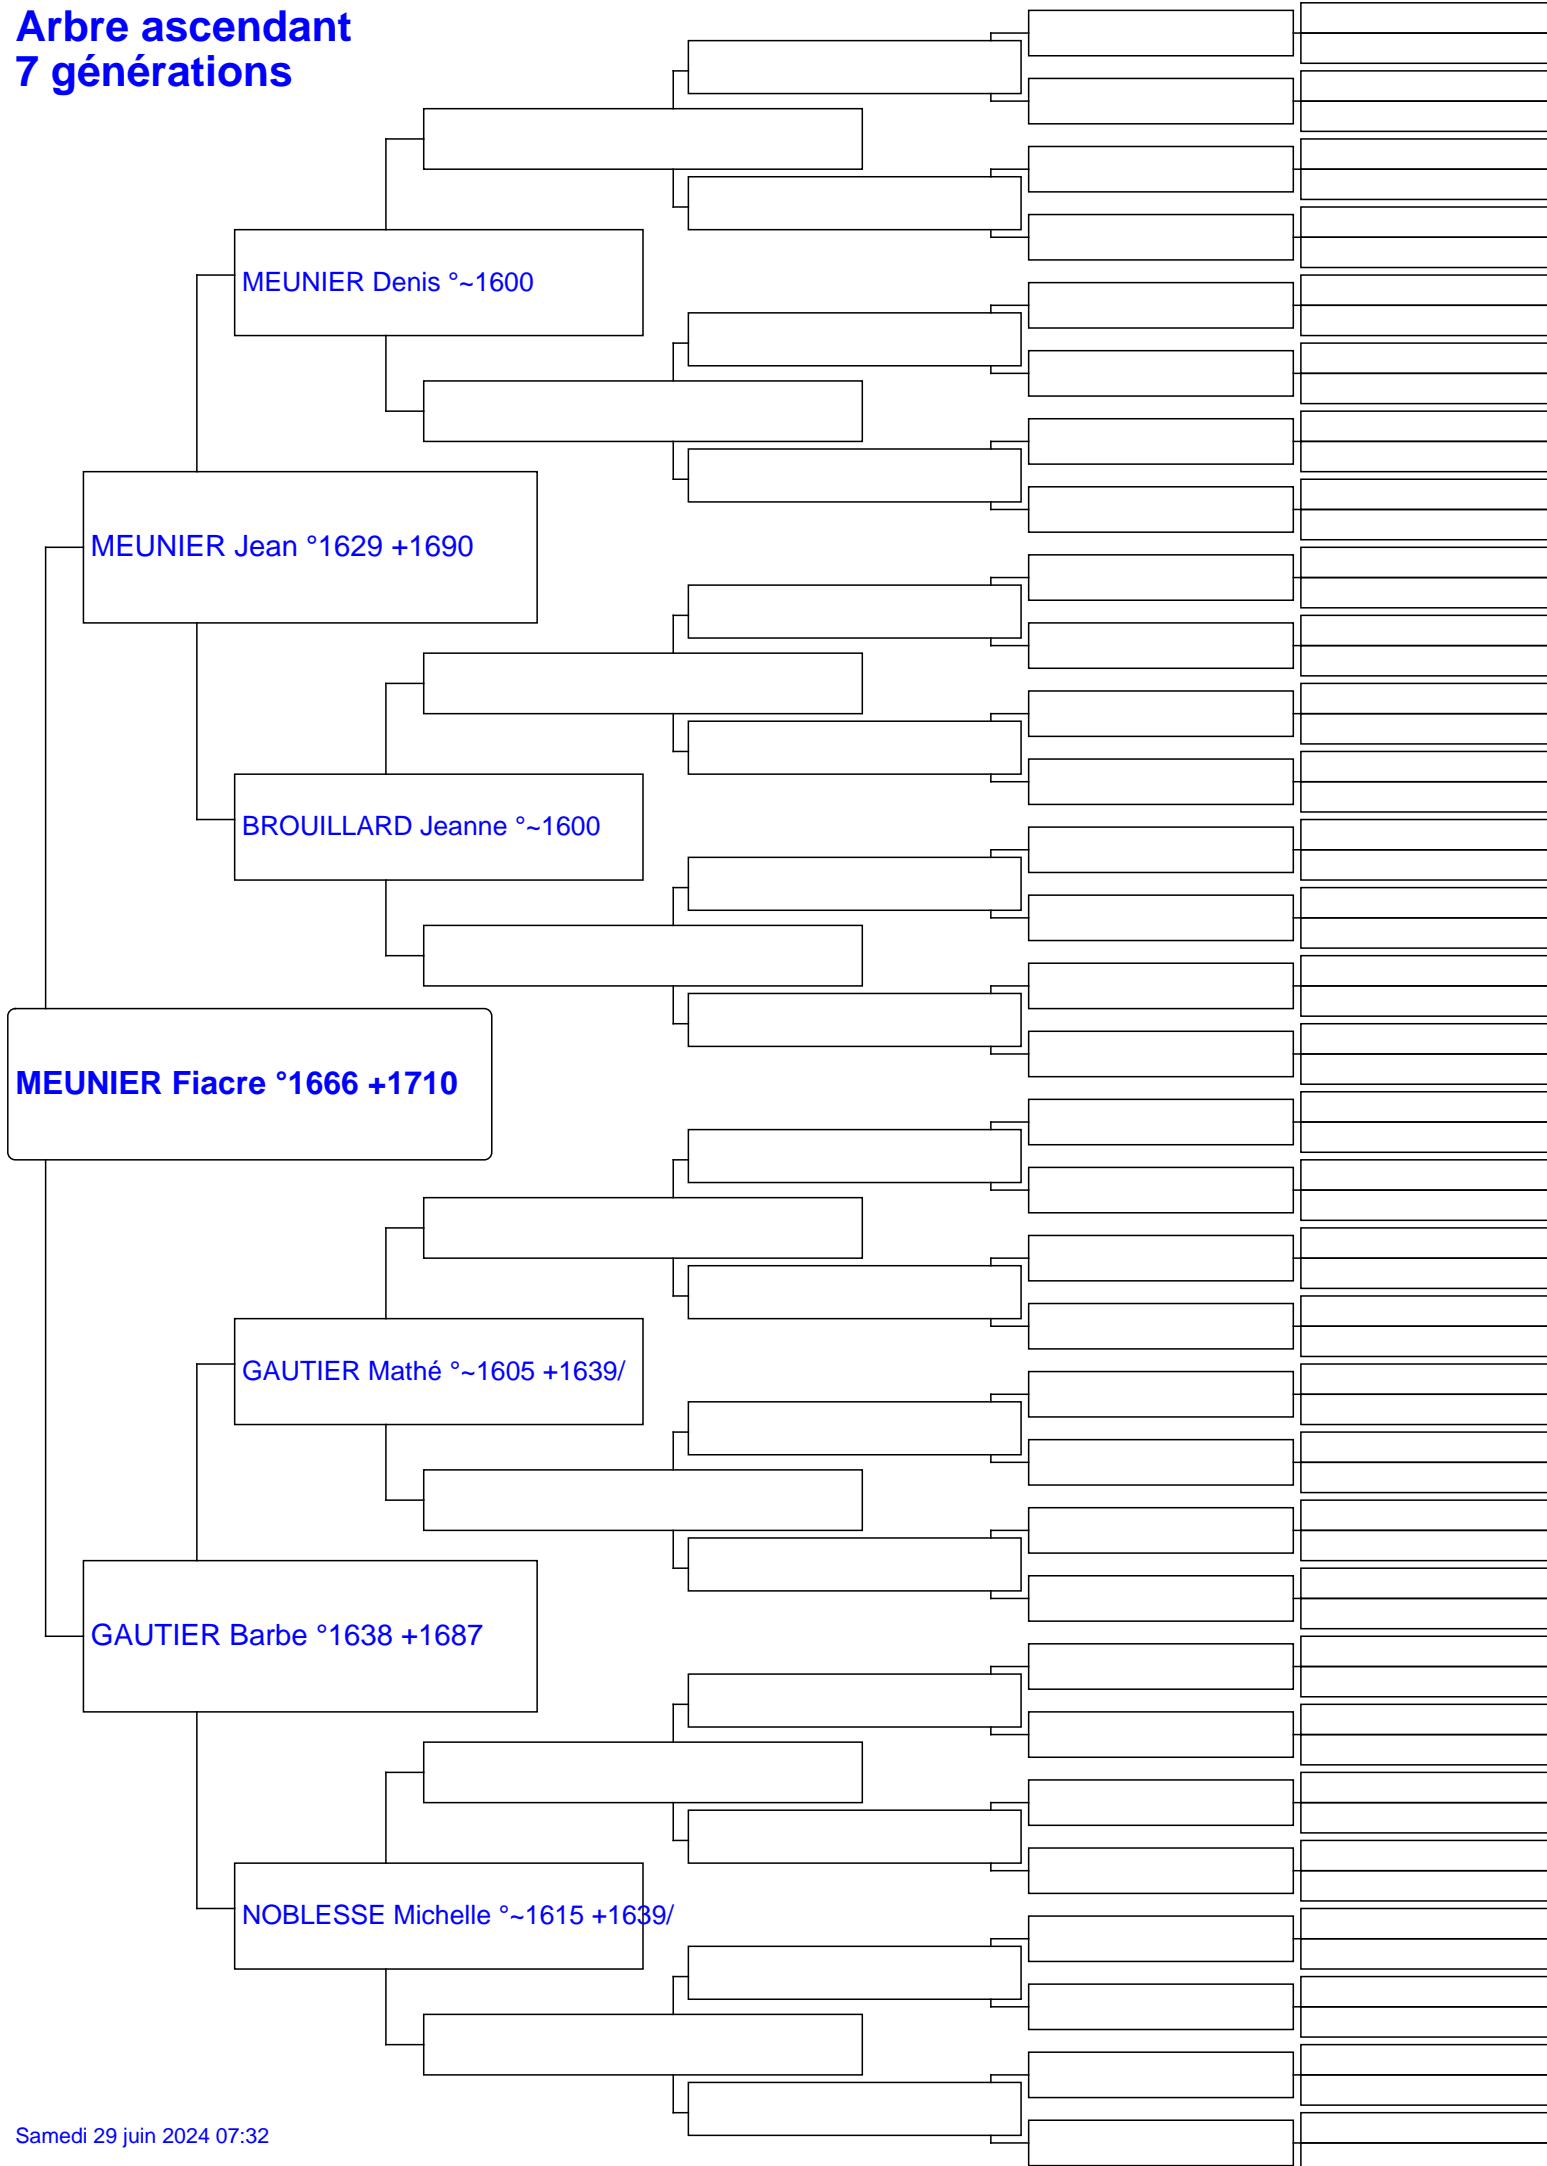 Arbre ascendant
7 générations
MEUNIER Denis °~1600
MEUNIER Jean °1629 +1690
BROUILLARD Jeanne °~1600
MEUNIER Fiacre °1666 +1710
GAUTIER Mathé °~1605 +1639/
GAUTIER Barbe °1638 +1687
NOBLESSE Michelle °~1615 +1639/
Samedi 29 juin 2024 07:32